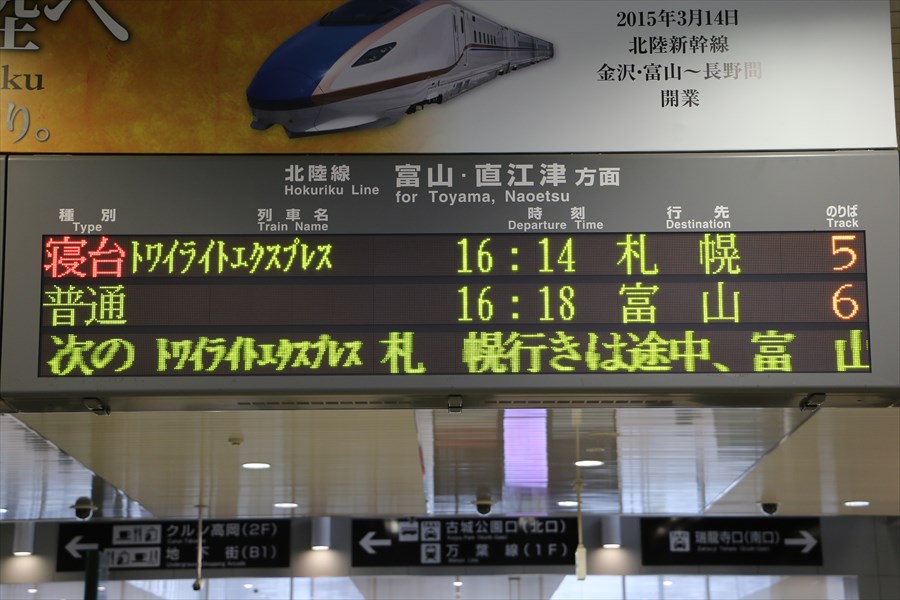 ku
り。
2015年3月14日
北陸新幹線
金沢・富山〜長野間
開業
北陸線 富山・直江津方面
Hokuriku Line for Toyama, Naoetsu
種別 列車名 時刻 行先 のりば
Type Train Name Departure Time Destination Track
寝台 トワイライトエクスプレス 16:14 札幌 5
普通 16:18 富山 6
次の トワイライトエクスプレス 札幌行きは途中、富山
クルン高岡(2F)
地下街(B1)
古城公園口(北口)
万葉線(1F)
瑞龍寺口(南口)